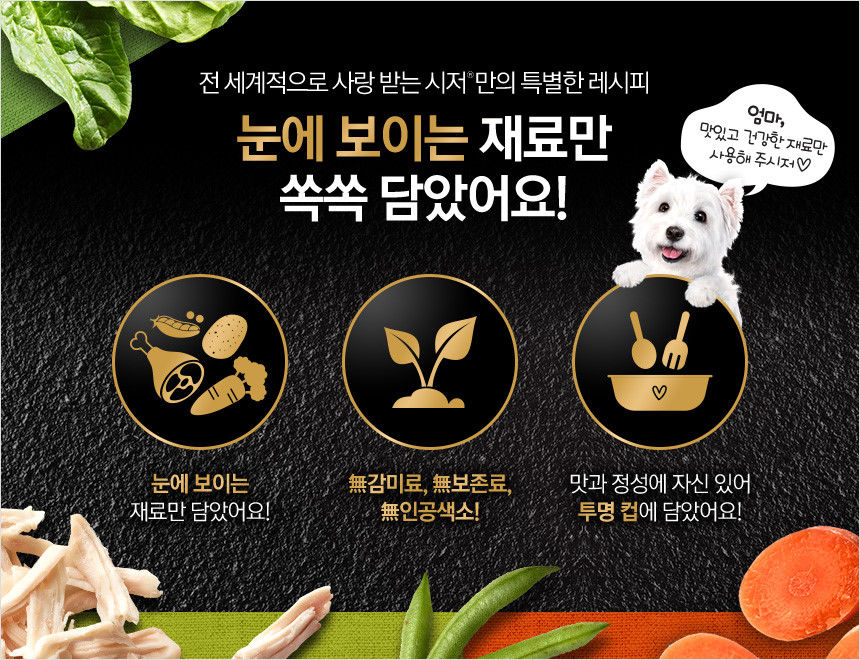 전 세계적으로 사랑 받는 시저®만의 특별한 레시피
눈에 보이는 재료만
쏙쏙 담았어요!
엄마,
맛있고 건강한 재료만
사용해 주시저♡
눈에 보이는
재료만 담았어요!
無감미료, 無보존료,
無인공색소!
맛과 정성에 자신 있어
투명 컵에 담았어요!